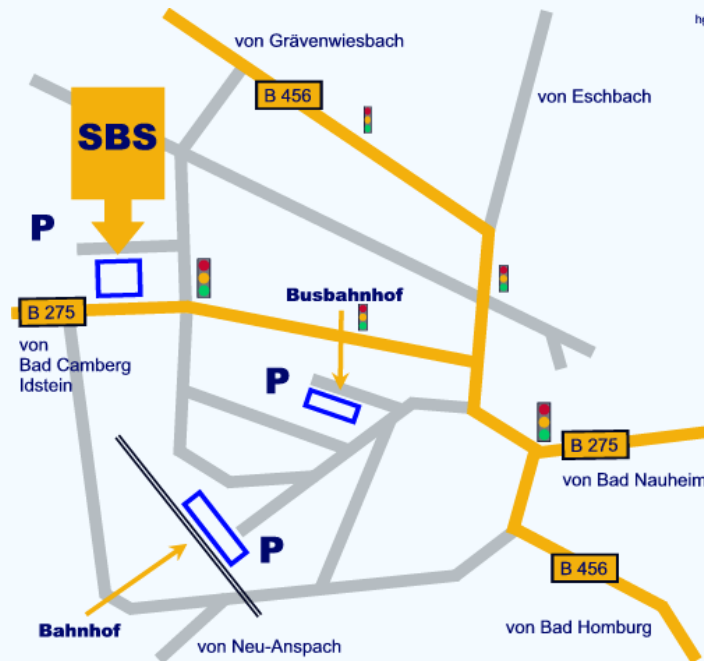 hg
von Grävenwiesbach
B 456
von Eschbach
SBS
P
Busbahnhof
B 275
von
Bad Camberg
Idstein
P
B 275
von Bad Nauheim
P
B 456
Bahnhof
von Neu-Anspach
von Bad Homburg